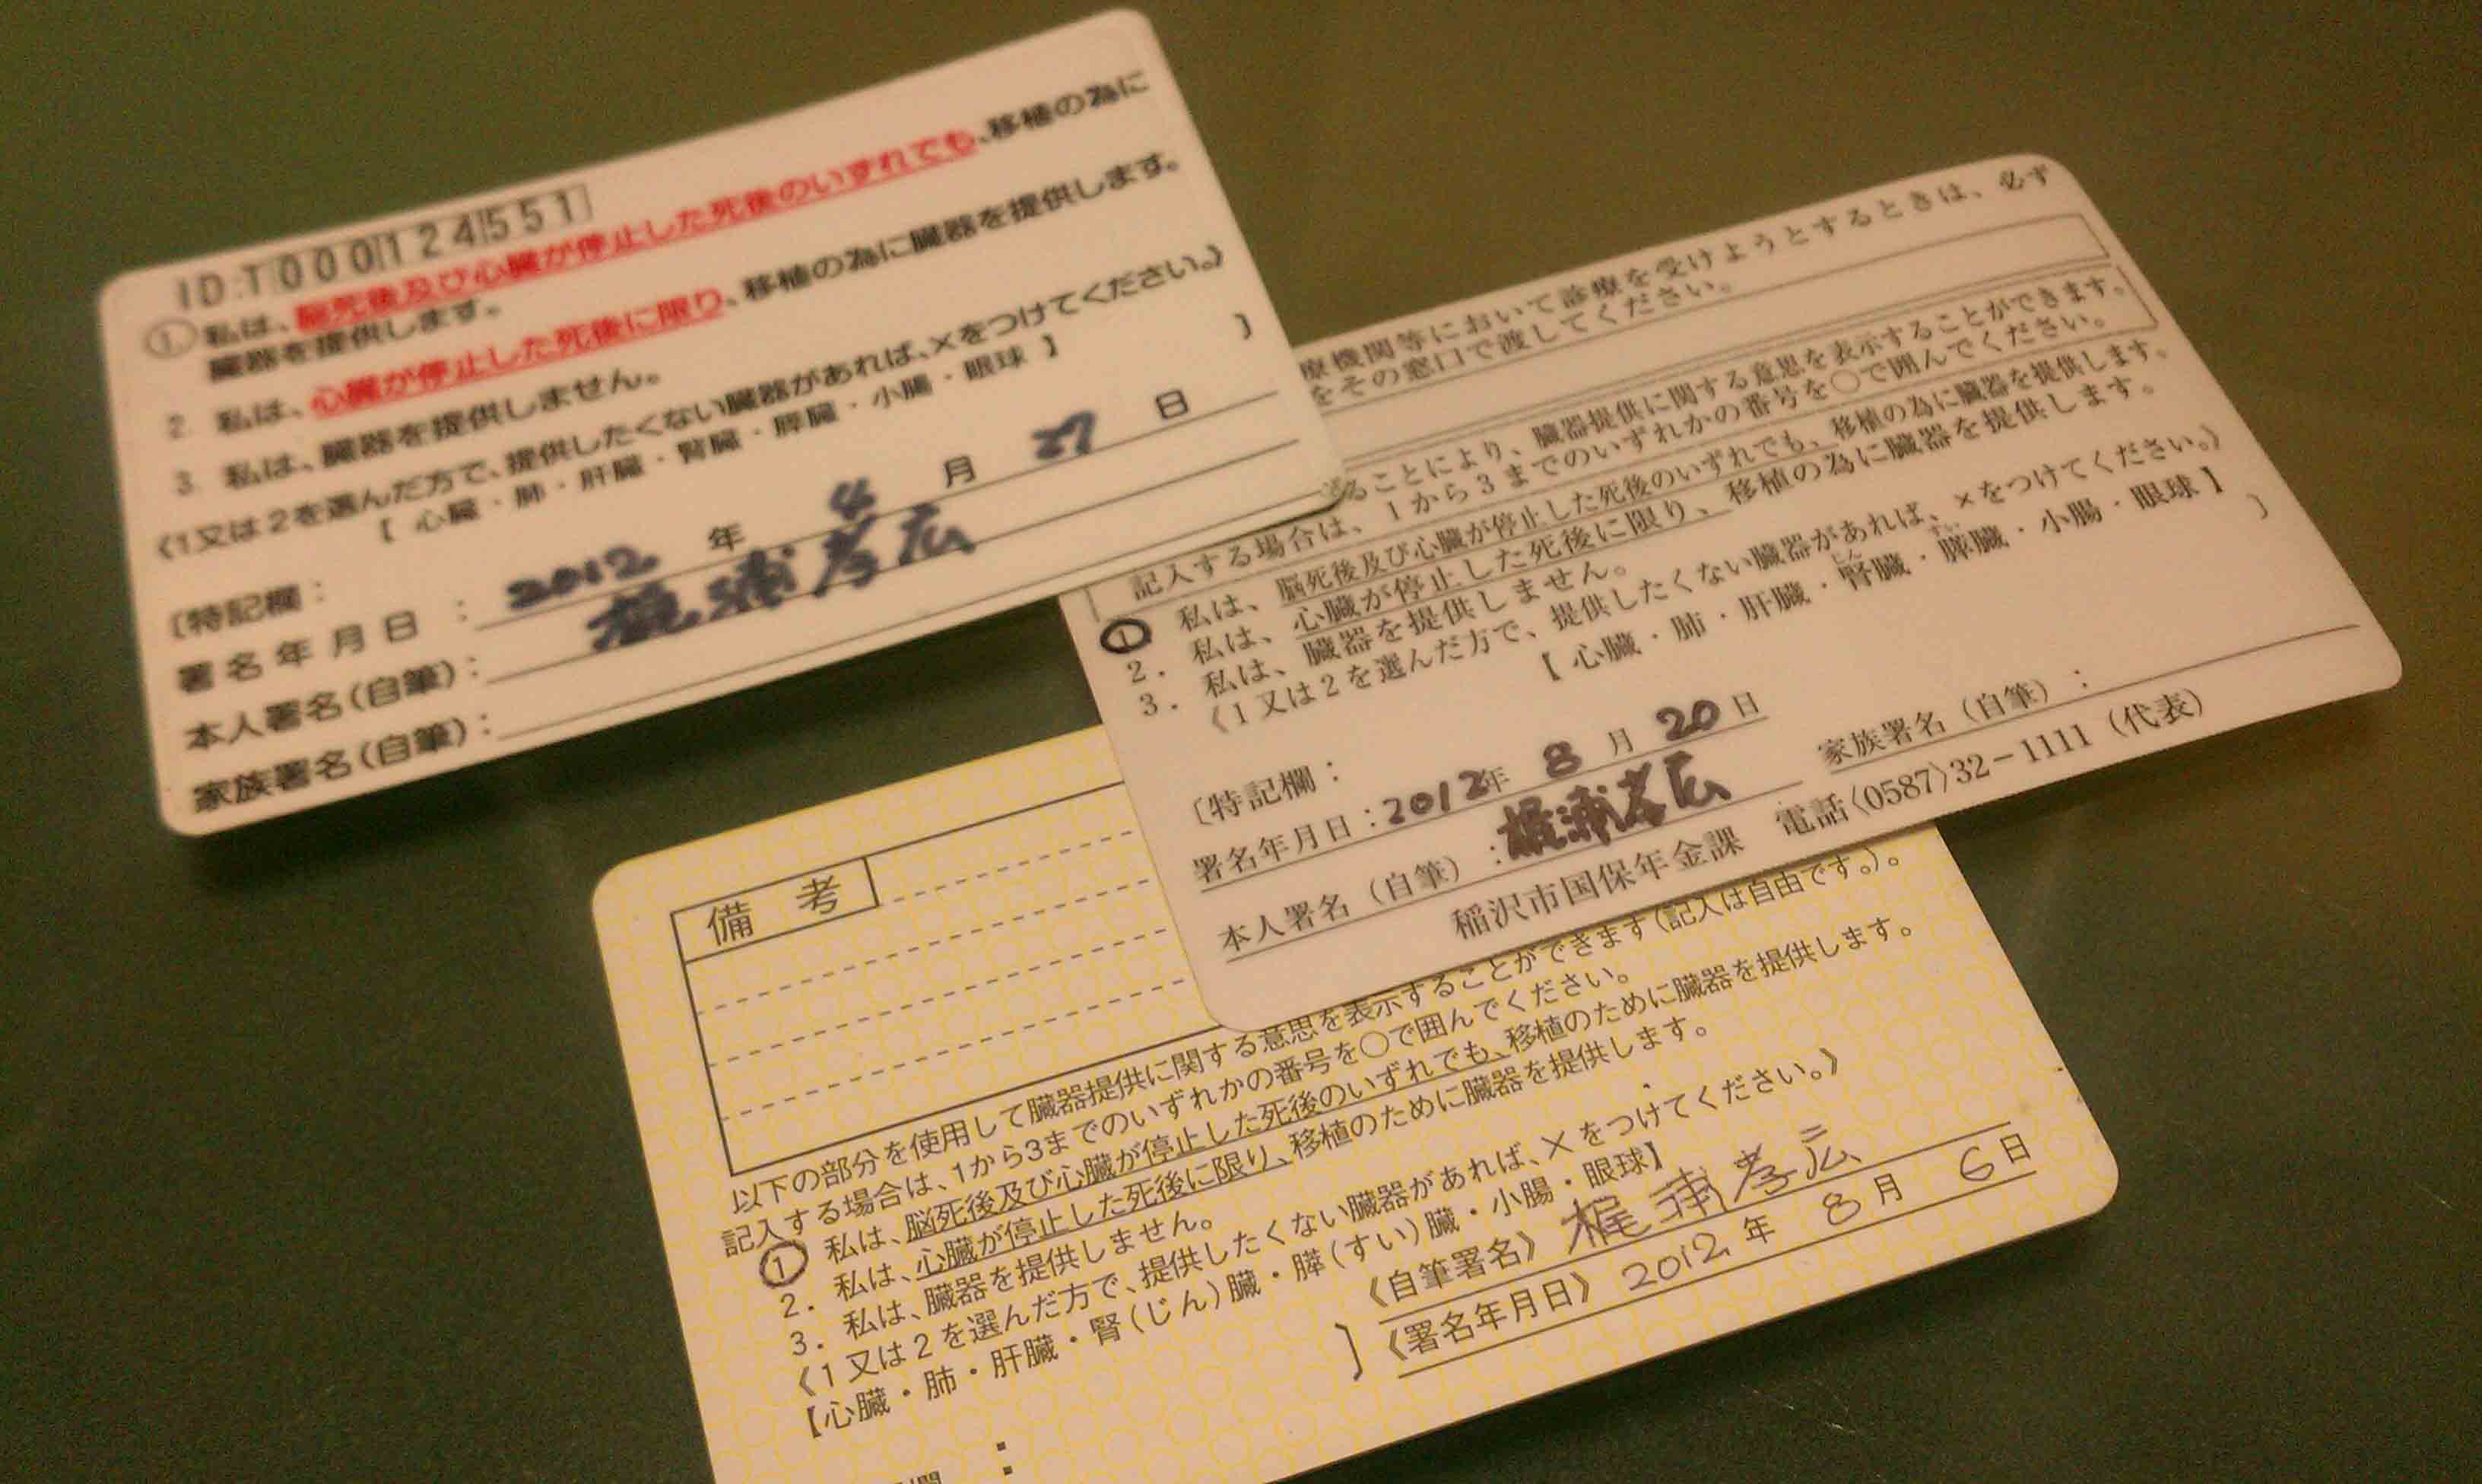 ID:T000124551
① 私は、脳死後及び心臓が停止した死後のいずれでも、移植の為に
臓器を提供します。
2. 私は、心臓が停止した死後に限り、移植の為に臓器を提供します。
3. 私は、臓器を提供しません。
《1又は2を選んだ方で、提供したくない臓器があれば、×をつけてください。》
【 心臓・肺・肝臓・腎臓・膵臓・小腸・眼球 】
〔特記欄: 〕
署名年月日 : 2012 年 4 月 27 日
本人署名(自筆): 梶浦孝広
家族署名(自筆):
療機関等において診療を受けようとするときは、必ず
をその窓口で渡してください。
ることにより、臓器提供に関する意思を表示することができます。
記入する場合は、1から3までのいずれかの番号を〇で囲んでください。
① 私は、脳死後及び心臓が停止した死後のいずれでも、移植の為に臓器を提供します。
2. 私は、心臓が停止した死後に限り、移植の為に臓器を提供します。
3. 私は、臓器を提供しません。
《1又は2を選んだ方で、提供したくない臓器があれば、×をつけてください。》
【 心臓・肺・肝臓・腎臓・膵臓・小腸・眼球 】
〔特記欄: 〕
署名年月日:2012年 8 月 20 日
本人署名(自筆):梶浦孝広 家族署名(自筆):
稲沢市国保年金課 電話〈0587〉32-1111(代表)
備 考
以下の部分を使用して臓器提供に関する意思を表示することができます(記入は自由です。)。
記入する場合は、1から3までのいずれかの番号を〇で囲んでください。
① 私は、脳死後及び心臓が停止した死後のいずれでも、移植のために臓器を提供します。
2. 私は、心臓が停止した死後に限り、移植のために臓器を提供します。
3. 私は、臓器を提供しません。
《1又は2を選んだ方で、提供したくない臓器があれば、×をつけてください。》
【心臓・肺・肝臓・腎(じん)臓・膵(すい)臓・小腸・眼球】
《自筆署名》 梶浦孝広
《署名年月日》 2012年 8月 6日